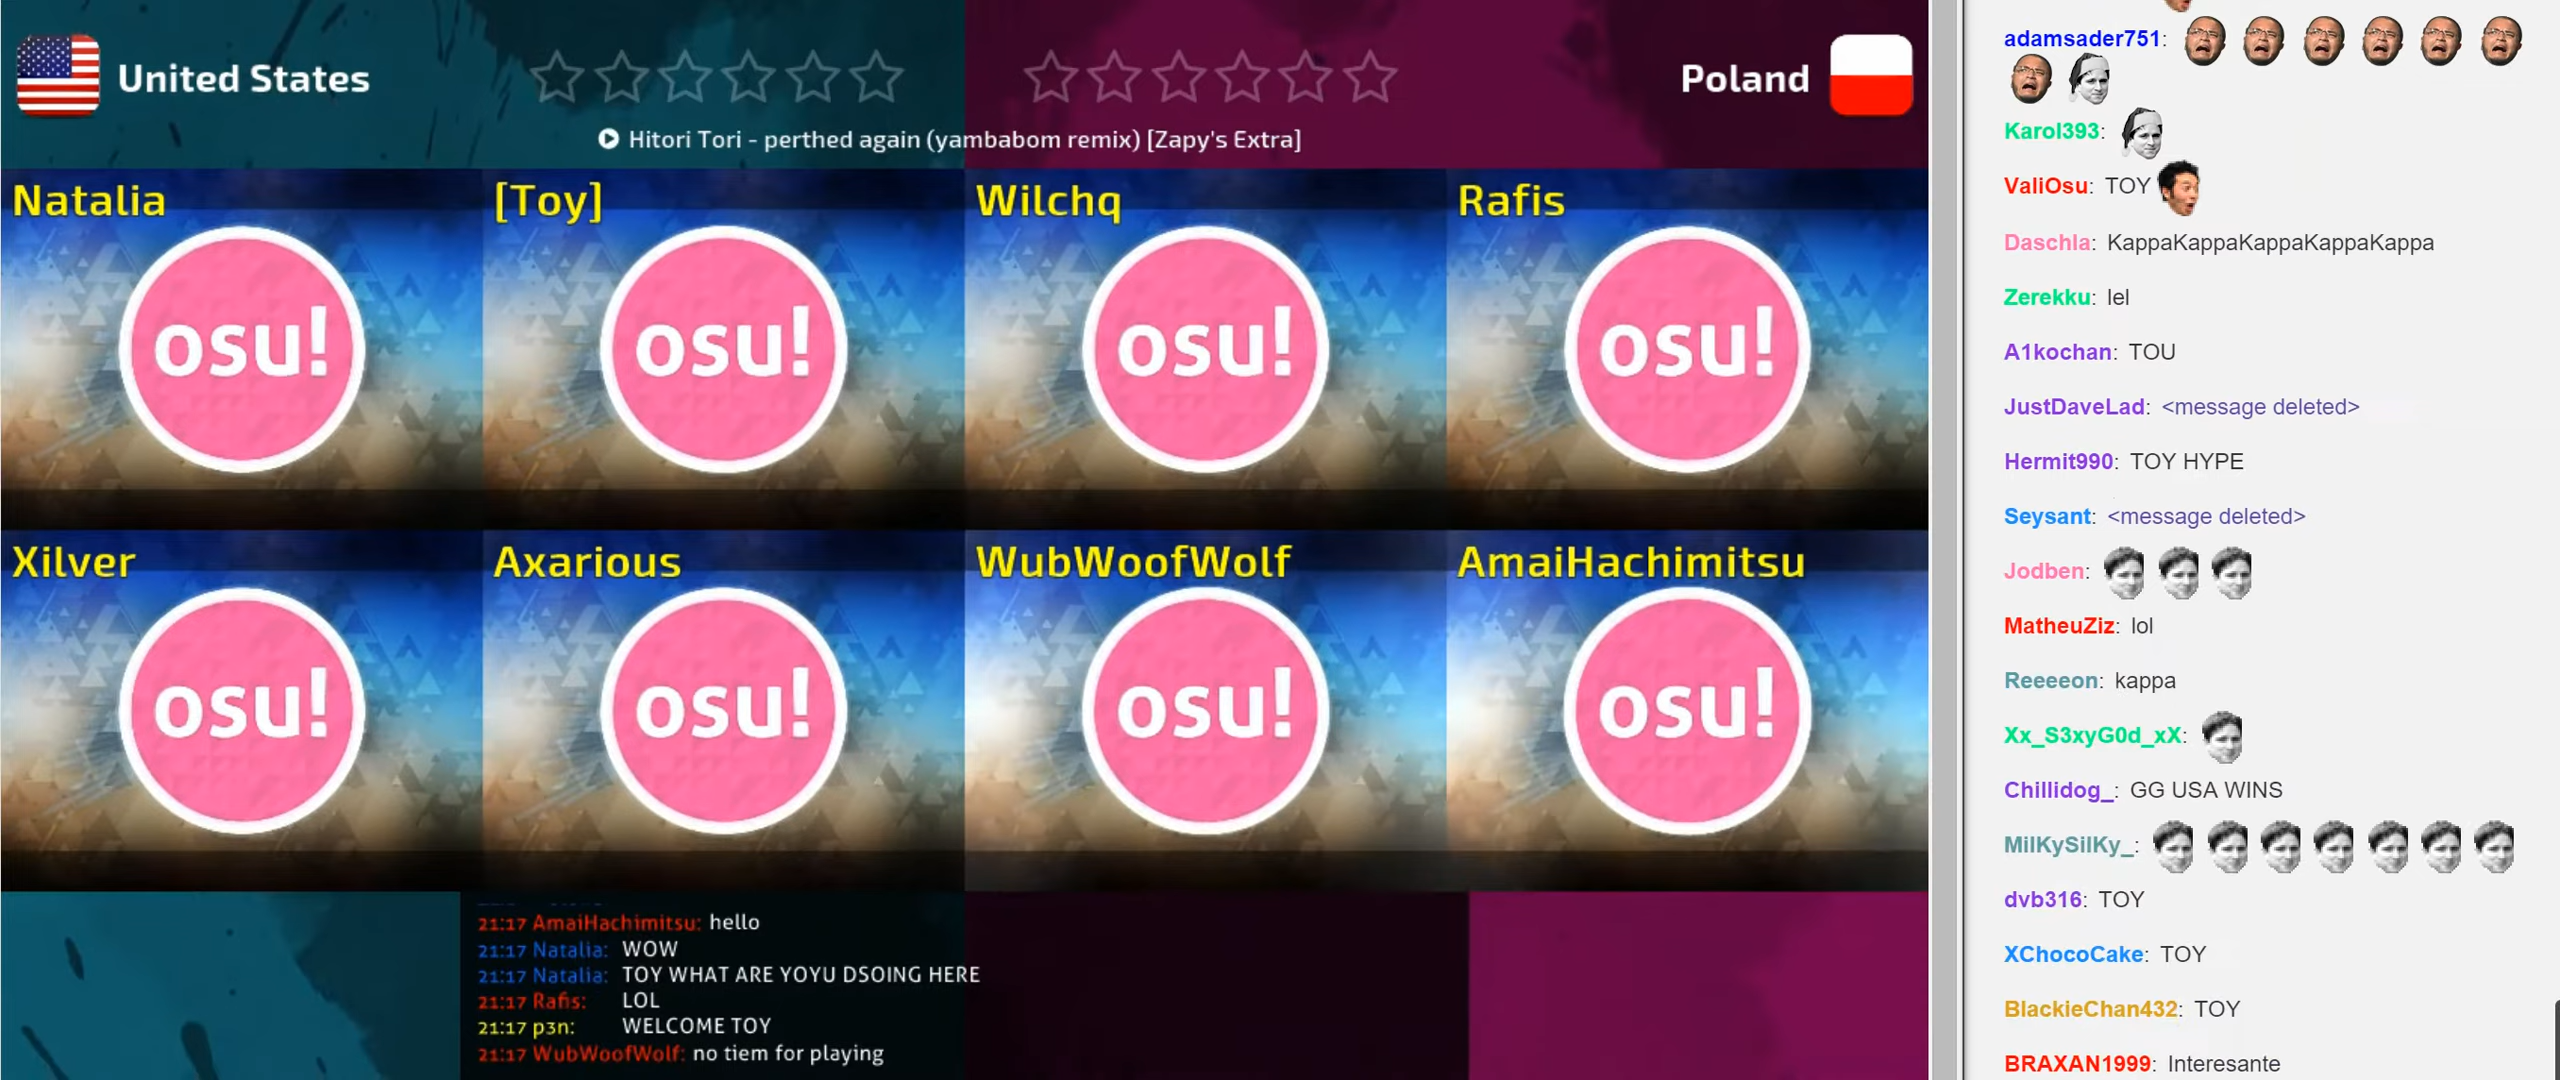 United States
Poland
Hitori Tori - perthed again (yambabom remix) [Zapy's Extra]
Natalia
[Toy]
Wilchq
Rafis
osu!
osu!
osu!
osu!
Xilver
Axarious
WubWoofWolf
AmaiHachimitsu
osu!
osu!
osu!
osu!
21:17 AmaiHachimitsu: hello
21:17 Natalia: WOW
21:17 Natalia: TOY WHAT ARE YOYU DSOING HERE
21:17 Rafis: LOL
21:17 p3n: WELCOME TOY
21:17 WubWoofWolf: no tiem for playing
adamsader751:
Karol393:
ValiOsu: TOY
Daschla: KappaKappaKappaKappaKappa
Zerekku: lel
A1kochan: TOU
JustDaveLad: <message deleted>
Hermit990: TOY HYPE
Seysant: <message deleted>
Jodben:
MatheuZiz: lol
Reeeeon: kappa
Xx_S3xyG0d_xX:
Chillidog_: GG USA WINS
MilKySilKy_:
dvb316: TOY
XChocoCake: TOY
BlackieChan432: TOY
BRAXAN1999: Interesante